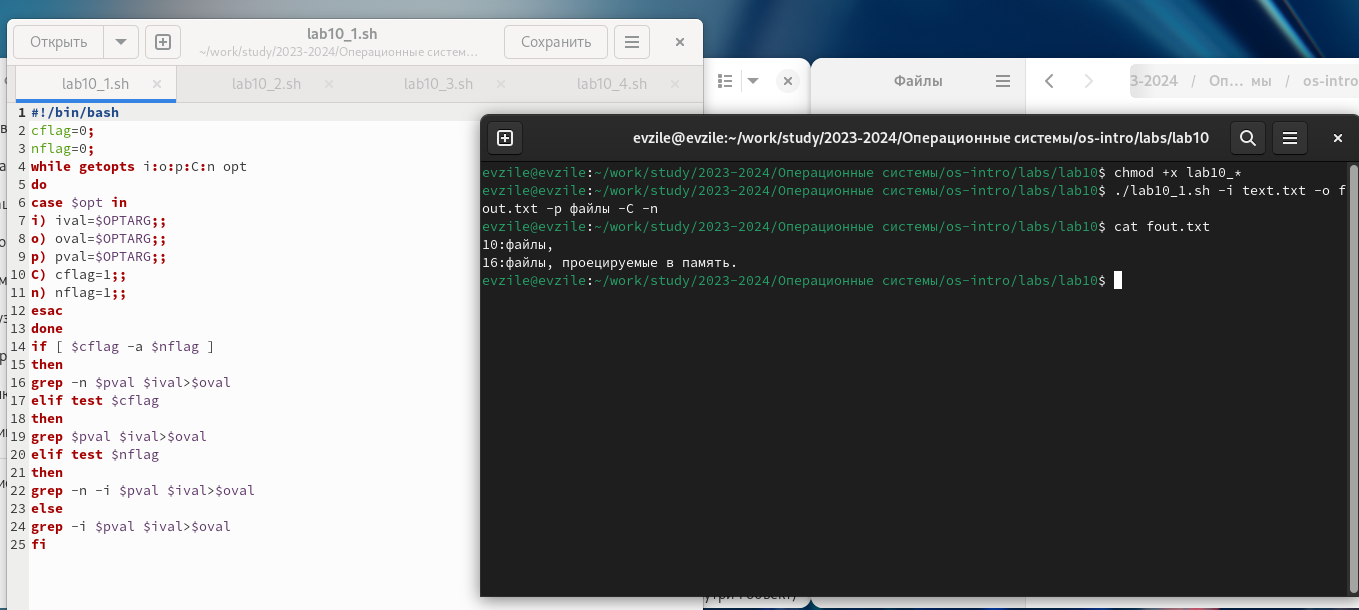 Открыть
lab10_1.sh
~/work/study/2023-2024/Операционные систем…
Сохранить
lab10_1.sh
lab10_2.sh
lab10_3.sh
lab10_4.sh
1 #!/bin/bash
2 cflag=0;
3 nflag=0;
4 while getopts i:o:p:C:n opt
5 do
6 case $opt in
7 i) ival=$OPTARG;;
8 o) oval=$OPTARG;;
9 p) pval=$OPTARG;;
10 C) cflag=1;;
11 n) nflag=1;;
12 esac
13 done
14 if [ $cflag -a $nflag ]
15 then
16 grep -n $pval $ival>$oval
17 elif test $cflag
18 then
19 grep $pval $ival>$oval
20 elif test $nflag
21 then
22 grep -n -i $pval $ival>$oval
23 else
24 grep -i $pval $ival>$oval
25 fi
Файлы
3-2024 / Оп… мы / os-intro
evzile@evzile:~/work/study/2023-2024/Операционные системы/os-intro/labs/lab10
evzile@evzile:~/work/study/2023-2024/Операционные системы/os-intro/labs/lab10$ chmod +x lab10_*
evzile@evzile:~/work/study/2023-2024/Операционные системы/os-intro/labs/lab10$ ./lab10_1.sh -i text.txt -o f
out.txt -p файлы -C -n
evzile@evzile:~/work/study/2023-2024/Операционные системы/os-intro/labs/lab10$ cat fout.txt
10:файлы,
16:файлы, проецируемые в память.
evzile@evzile:~/work/study/2023-2024/Операционные системы/os-intro/labs/lab10$